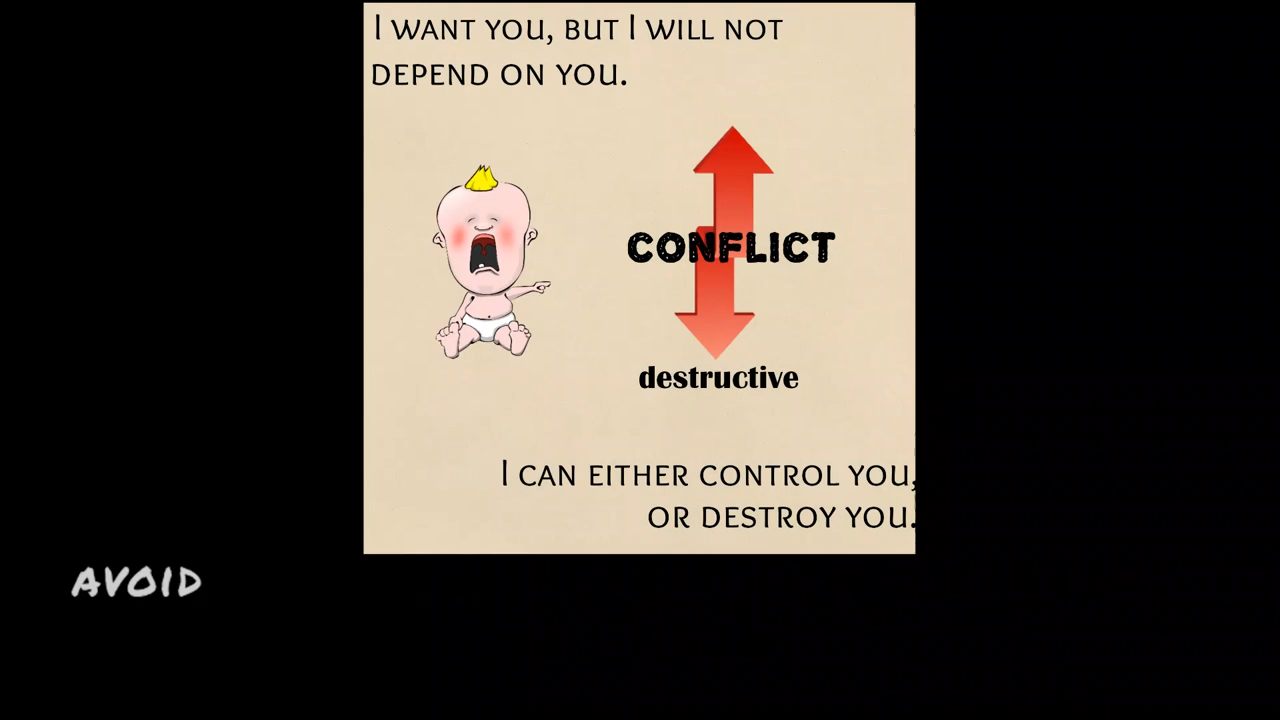 I WANT YOU, BUT I WILL NOT
DEPEND ON YOU.
CONFLICT
destructive
I CAN EITHER CONTROL YOU,
OR DESTROY YOU.
AVOID